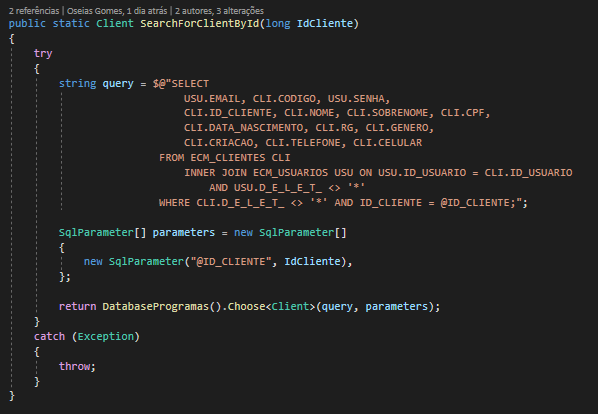 2 referências | Oseias Gomes, 1 dia atrás | 2 autores, 3 alterações
public static Client SearchForClientById(long IdCliente)
{
    try
    {
        string query = $@"SELECT
                            USU.EMAIL, CLI.CODIGO, USU.SENHA,
                            CLI.ID_CLIENTE, CLI.NOME, CLI.SOBRENOME, CLI.CPF,
                            CLI.DATA_NASCIMENTO, CLI.RG, CLI.GENERO,
                            CLI.CRIACAO, CLI.TELEFONE, CLI.CELULAR
                        FROM ECM_CLIENTES CLI
                            INNER JOIN ECM_USUARIOS USU ON USU.ID_USUARIO = CLI.ID_USUARIO
                                AND USU.D_E_L_E_T_ <> '*'
                        WHERE CLI.D_E_L_E_T_ <> '*' AND ID_CLIENTE = @ID_CLIENTE;";
        SqlParameter[] parameters = new SqlParameter[]
        {
            new SqlParameter("@ID_CLIENTE", IdCliente),
        };
        return DatabaseProgramas().Choose<Client>(query, parameters);
    }
    catch (Exception)
    {
        throw;
    }
}